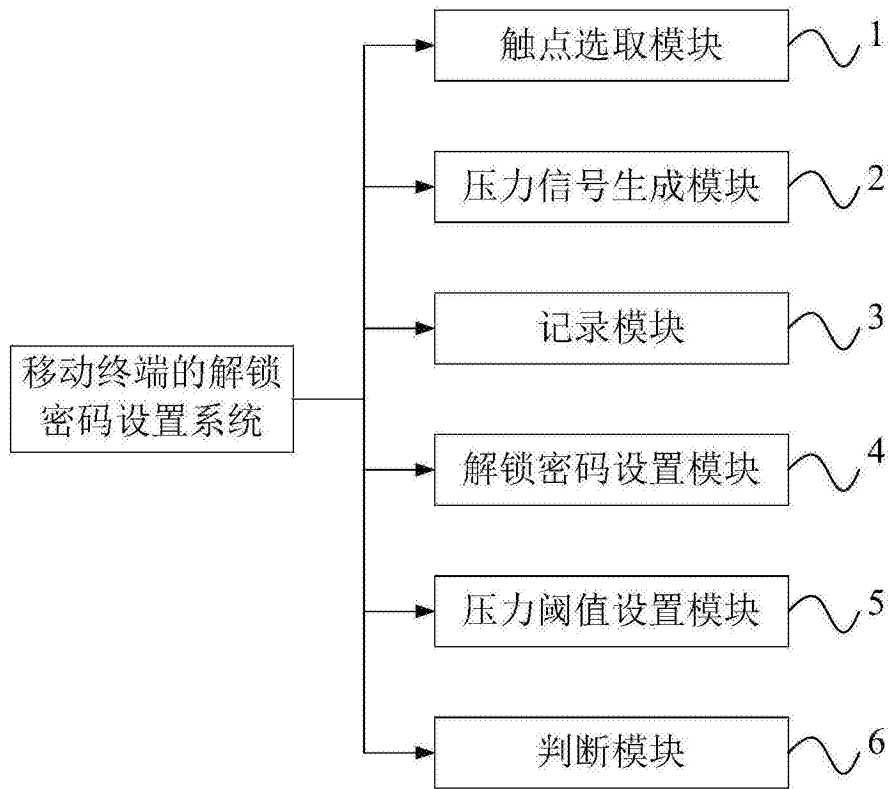 触点选取模块 1
压力信号生成模块 2
记录模块 3
移动终端的解锁
密码设置系统
解锁密码设置模块 4
压力阈值设置模块 5
判断模块 6